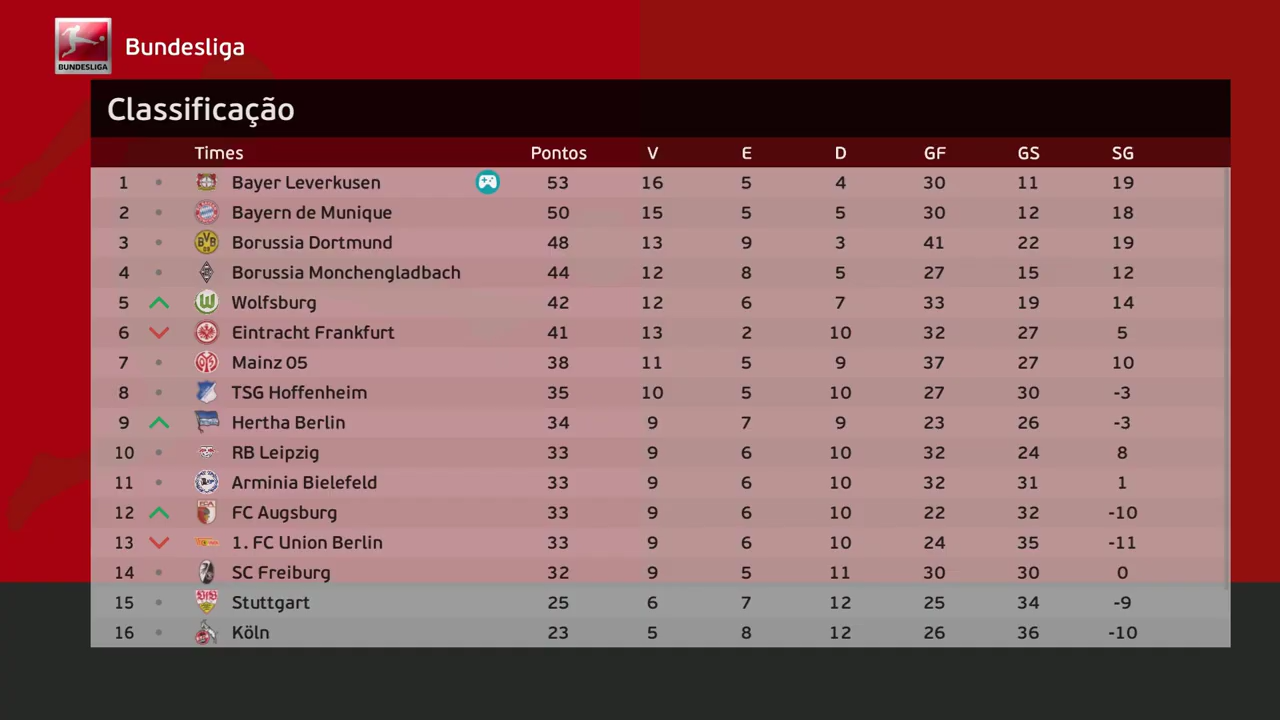 Bundesliga
BUNDESLIGA
Classificação
Times Pontos V E D GF GS SG
1 Bayer Leverkusen 53 16 5 4 30 11 19
2 Bayern de Munique 50 15 5 5 30 12 18
3 Borussia Dortmund 48 13 9 3 41 22 19
4 Borussia Monchengladbach 44 12 8 5 27 15 12
5 Wolfsburg 42 12 6 7 33 19 14
6 Eintracht Frankfurt 41 13 2 10 32 27 5
7 Mainz 05 38 11 5 9 37 27 10
8 TSG Hoffenheim 35 10 5 10 27 30 -3
9 Hertha Berlin 34 9 7 9 23 26 -3
10 RB Leipzig 33 9 6 10 32 24 8
11 Arminia Bielefeld 33 9 6 10 32 31 1
12 FC Augsburg 33 9 6 10 22 32 -10
13 1. FC Union Berlin 33 9 6 10 24 35 -11
14 SC Freiburg 32 9 5 11 30 30 0
15 Stuttgart 25 6 7 12 25 34 -9
16 Köln 23 5 8 12 26 36 -10